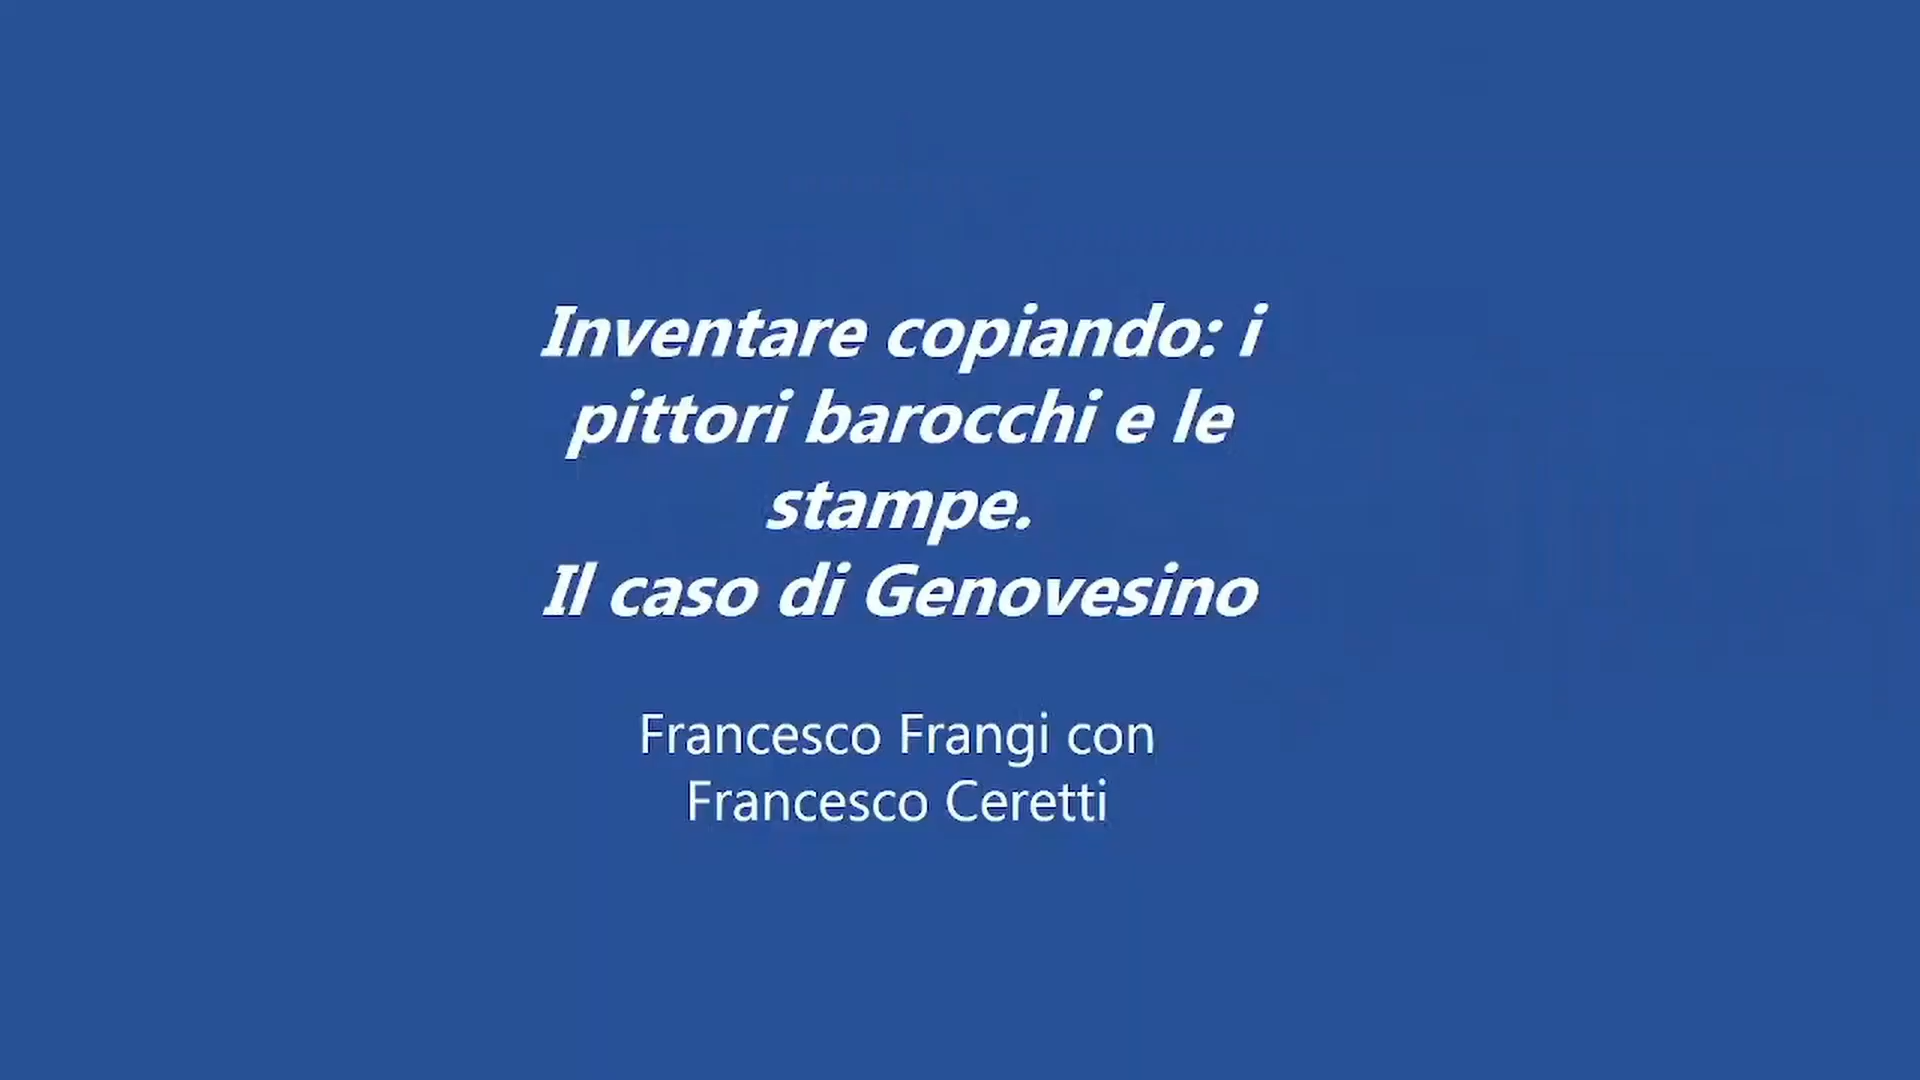 Inventare copiando: i
pittori barocchi e le
stampe.
Il caso di Genovesino
Francesco Frangi con
Francesco Ceretti